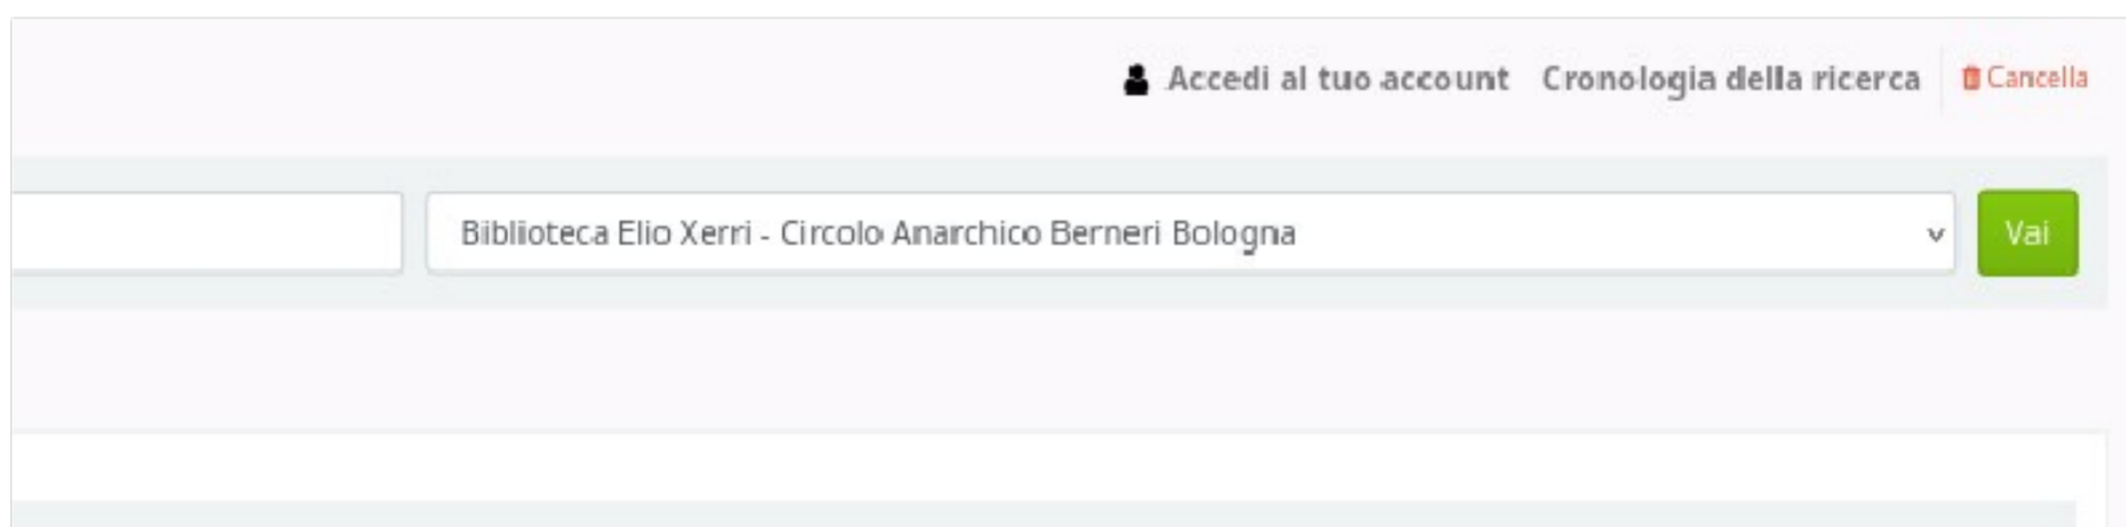 Accedi al tuo account Cronologia della ricerca Cancella
Biblioteca Elio Xerri - Circolo Anarchico Berneri Bologna Vai